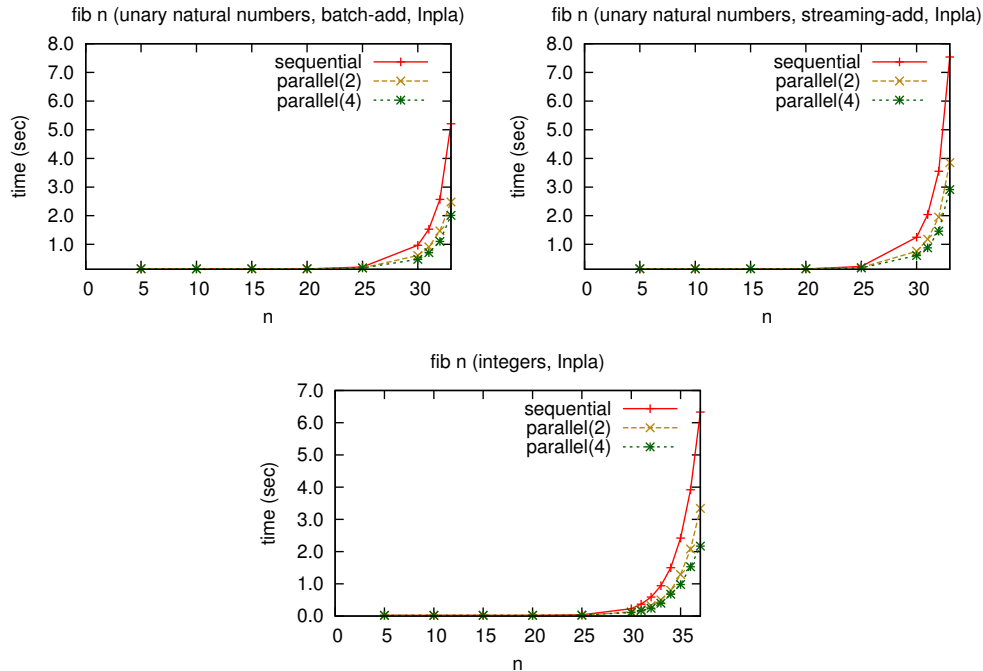 fib n (unary natural numbers, batch-add, Inpla)
8.0
7.0
6.0
5.0
4.0
3.0
2.0
1.0
time (sec)
sequential
parallel(2)
parallel(4)
0 5 10 15 20 25 30
n
fib n (unary natural numbers, streaming-add, Inpla)
8.0
7.0
6.0
5.0
4.0
3.0
2.0
1.0
time (sec)
sequential
parallel(2)
parallel(4)
0 5 10 15 20 25 30
n
fib n (integers, Inpla)
7.0
6.0
5.0
4.0
3.0
2.0
1.0
0.0
time (sec)
sequential
parallel(2)
parallel(4)
0 5 10 15 20 25 30 35
n